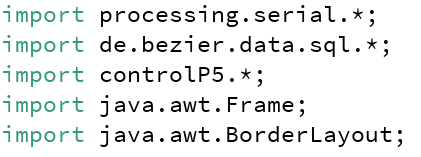 import processing.serial.*;
import de.bezier.data.sql.*;
import controlP5.*;
import java.awt.Frame;
import java.awt.BorderLayout;